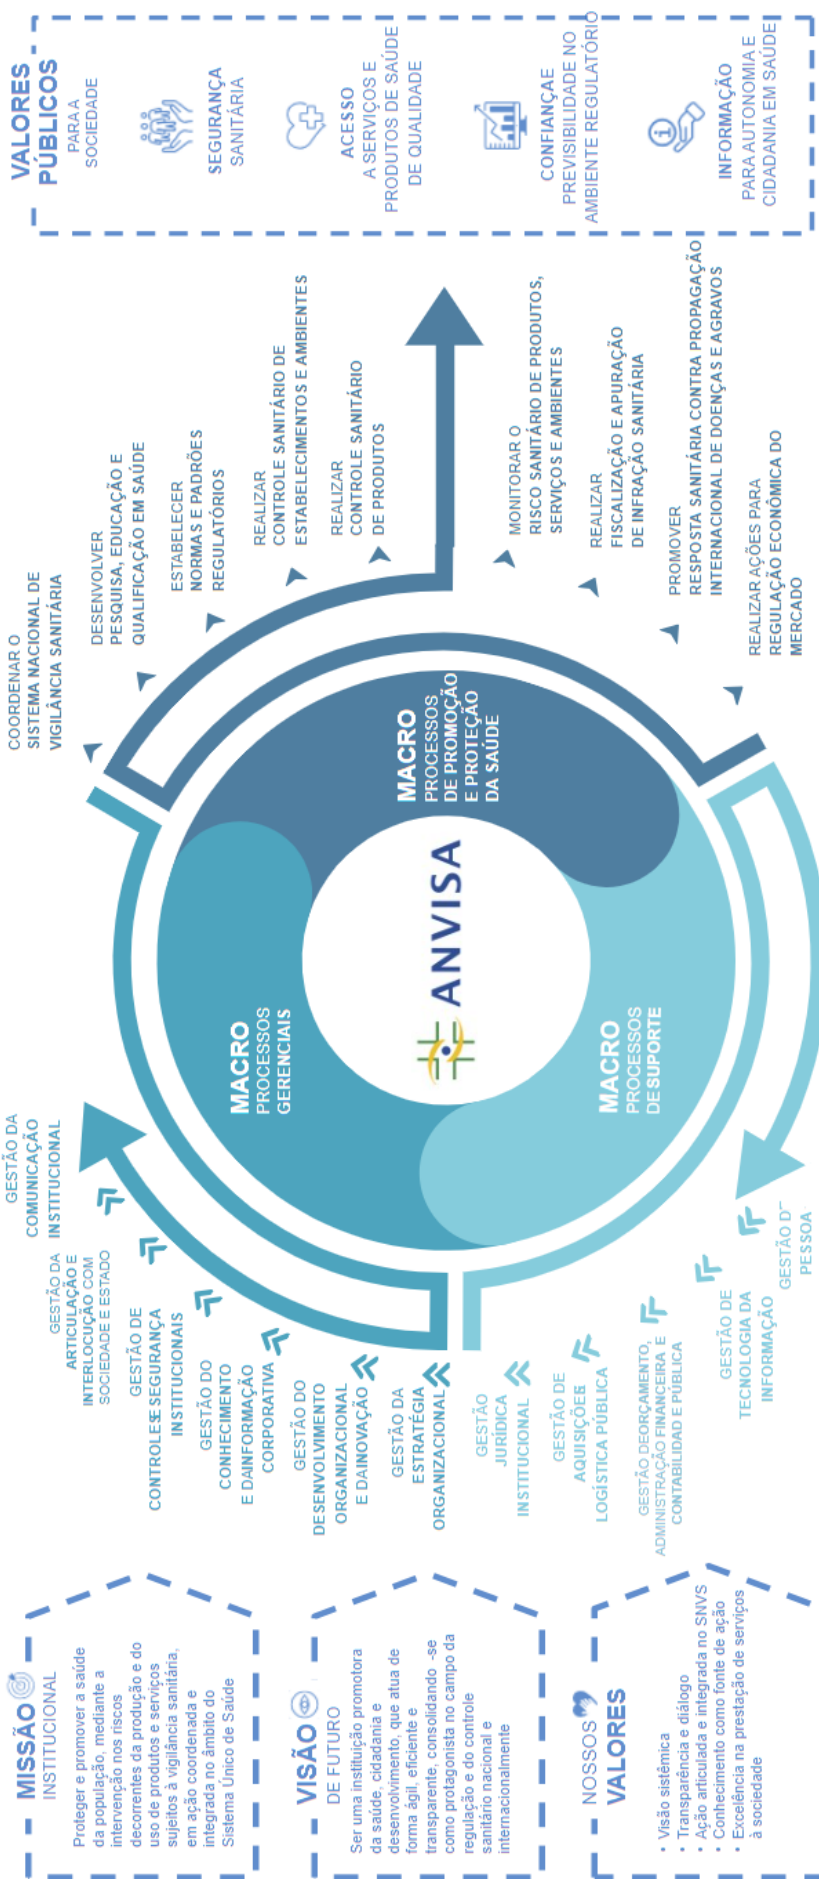 MISSÃO
INSTITUCIONAL
Proteger e promover a saúde
da população, mediante a
intervenção nos riscos
decorrentes da produção e do
uso de produtos e serviços
sujeitos à vigilância sanitária,
em ação coordenada e
integrada no âmbito do
Sistema Único de Saúde
VISÃO
DE FUTURO
Ser uma instituição promotora
da saúde, cidadania e
desenvolvimento, que atua de
forma ágil, eficiente e
transparente, consolidando -se
como protagonista no campo da
regulação e do controle
sanitário nacional e
internacionalmente
NOSSOS
VALORES
• Visão sistêmica
• Transparência e diálogo
• Ação articulada e integrada no SNVS
• Conhecimento como fonte de ação
• Excelência na prestação de serviços
à sociedade
GESTÃO DA
COMUNICAÇÃO
INSTITUCIONAL
GESTÃO DA
ARTICULAÇÃO E
INTERLOCUÇÃO COM
SOCIEDADE E ESTADO
GESTÃO DE
CONTROLESE SEGURANÇA
INSTITUCIONAIS
GESTÃO DO
CONHECIMENTO
E DAINFORMAÇÃO
CORPORATIVA
GESTÃO DO
DESENVOLVIMENTO
ORGANIZACIONAL
E DAINOVAÇÃO
GESTÃO DA
ESTRATÉGIA
ORGANIZACIONAL
GESTÃO
JURÍDICA
INSTITUCIONAL
GESTÃO DE
AQUISIÇÕES
LOGÍSTICA PÚBLICA
GESTÃO DEORÇAMENTO,
ADMINISTRAÇÃO FINANCEIRA E
CONTABILIDAD E PÚBLICA
GESTÃO DE
TECNOLOGIA DA
INFORMAÇÃO
GESTÃO
PESSOA
MACRO
PROCESSOS
GERENCIAIS
MACRO
PROCESSOS
DE PROMOÇÃO
E PROTEÇÃO
DA SAÚDE
MACRO
PROCESSOS
DESUPORTE
ANVISA
COORDENAR O
SISTEMA NACIONAL DE
VIGILÂNCIA SANITÁRIA
DESENVOLVER
PESQUISA, EDUCAÇÃO E
QUALIFICAÇÃO EM SAÚDE
ESTABELECER
NORMAS E PADRÕES
REGULATÓRIOS
REALIZAR
CONTROLE SANITÁRIO DE
ESTABELECIMENTOS E AMBIENTES
REALIZAR
CONTROLE SANITÁRIO
DE PRODUTOS
MONITORAR O
RISCO SANITÁRIO DE PRODUTOS,
SERVIÇOS E AMBIENTES
REALIZAR
FISCALIZAÇÃO E APURAÇÃO
DE INFRAÇÃO SANITÁRIA
PROMOVER
RESPOSTA SANITÁRIA CONTRA PROPAGAÇÃO
INTERNACIONAL DE DOENÇAS E AGRAVOS
REALIZAR AÇÕES PARA
REGULAÇÃO ECONÔMICA DO
MERCADO
VALORES
PÚBLICOS
PARA A
SOCIEDADE
SEGURANÇA
SANITÁRIA
ACESSO
A SERVIÇOS E
PRODUTOS DE SAÚDE
DE QUALIDADE
CONFIANÇAE
PREVISIBILIDADE NO
AMBIENTE REGULATÓRIO
INFORMAÇÃO
PARA AUTONOMIA E
CIDADANIA EM SAÚDE